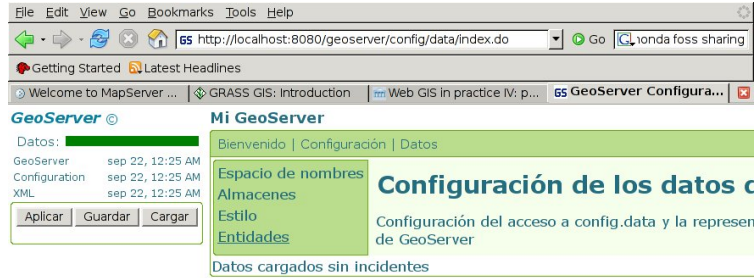 File Edit View Go Bookmarks Tools Help
GS http://localhost:8080/geoserver/config/data/index.do Go G onda foss sharing
Getting Started Latest Headlines
Welcome to MapServer ... GRASS GIS: Introduction Web GIS in practice IV: p... GS GeoServer Configura...
GeoServer © Mi GeoServer
Datos: Bienvenido | Configuración | Datos
GeoServer sep 22, 12:25 AM
Configuration sep 22, 12:25 AM
XML sep 22, 12:25 AM
Aplicar Guardar Cargar
Espacio de nombres
Almacenes
Estilo
Entidades
Configuración de los datos
Configuración del acceso a config.data y la represen
de GeoServer
Datos cargados sin incidentes